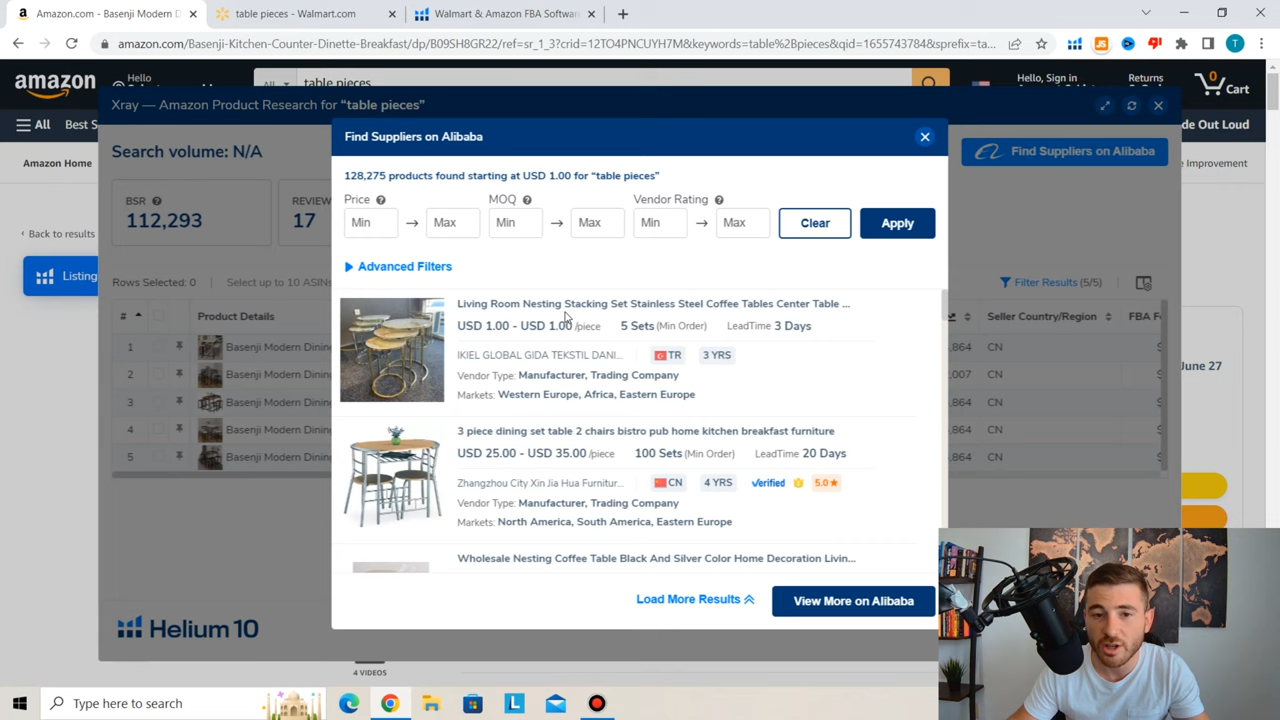 Amazon.com - Basenji Modern D
table pieces - Walmart.com
Walmart & Amazon FBA Softwar
amazon.com/Basenji-Kitchen-Counter-Dinette-Breakfast/dp/B09DH8GF22/ref=sr_1_3?crid=12TO4PNCUYH7M&keywords=table%2Bpieces&qid=1655743784&sprefix=ta...
T
amazon
Hello
All
table pieces
Hello, Sign in
Returns
0
Cart
All
Best S
de Out Loud
Amazon Home
Improvement
Xray — Amazon Product Research for “table pieces”
Search volume: N/A
Find Suppliers on Alibaba
BSR
112,293
REVIEW
17
‹ Back to results
Listing
Rows Selected: 0
Select up to 10 ASINs
Filter Results (5/5)
#
Product Details
Seller Country/Region
FBA F
1
Basenji Modern Dinin
,864
CN
2
Basenji Modern Dinin
,007
CN
3
Basenji Modern Dinin
,864
CN
4
Basenji Modern Dinin
,864
CN
5
Basenji Modern Dinin
,864
CN
June 27
Helium 10
4 VIDEOS
Find Suppliers on Alibaba
128,275 products found starting at USD 1.00 for “table pieces”
Price
MOQ
Vendor Rating
Min
Max
Min
Max
Min
Max
Clear
Apply
Advanced Filters
Living Room Nesting Stacking Set Stainless Steel Coffee Tables Center Table ...
USD 1.00 - USD 1.00 /piece 5 Sets (Min Order) LeadTime 3 Days
IKIEL GLOBAL GIDA TEKSTIL DANI... TR 3 YRS
Vendor Type: Manufacturer, Trading Company
Markets: Western Europe, Africa, Eastern Europe
3 piece dining set table 2 chairs bistro pub home kitchen breakfast furniture
USD 25.00 - USD 35.00 /piece 100 Sets (Min Order) LeadTime 20 Days
Zhangzhou City Xin Jia Hua Furnitur... CN 4 YRS Verified 5.0
Vendor Type: Manufacturer, Trading Company
Markets: North America, South America, Eastern Europe
Wholesale Nesting Coffee Table Black And Silver Color Home Decoration Livin...
Load More Results
View More on Alibaba
Type here to search
L